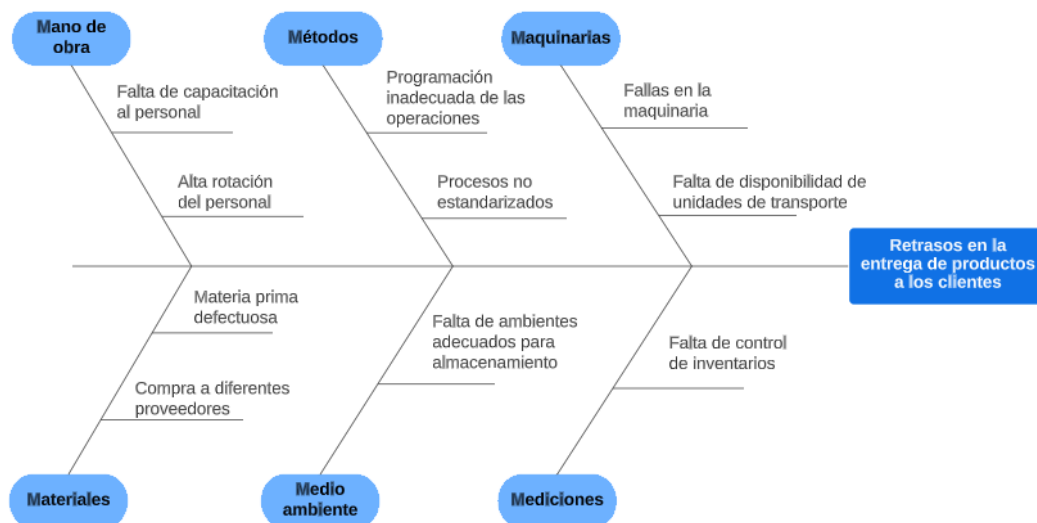 Mano de
obra
Métodos
Maquinarias
Falta de capacitación
al personal
Programación
inadecuada de las
operaciones
Fallas en la
maquinaria
Alta rotación
del personal
Procesos no
estandarizados
Falta de disponibilidad de
unidades de transporte
Retrasos en la
entrega de productos
a los clientes
Materia prima
defectuosa
Falta de ambientes
adecuados para
almacenamiento
Falta de control
de inventarios
Compra a diferentes
proveedores
Materiales
Medio
ambiente
Mediciones